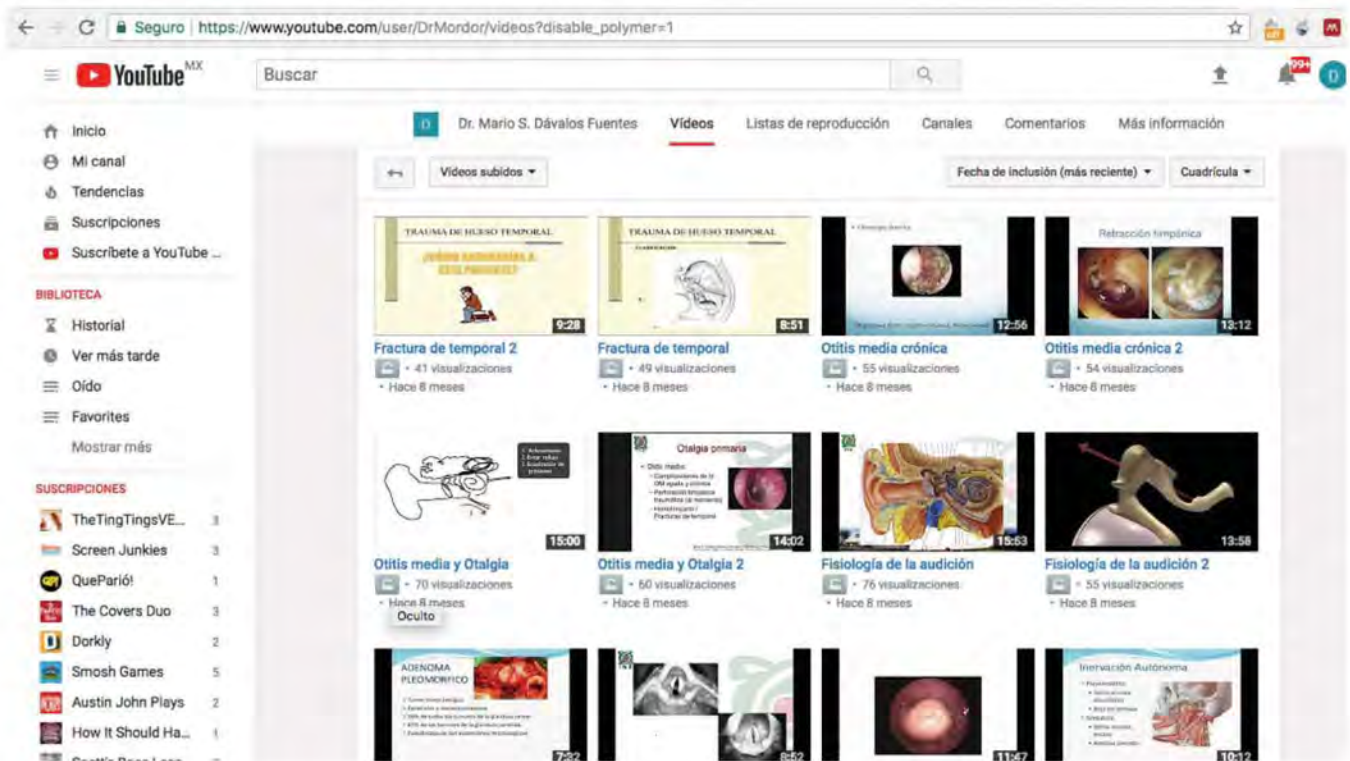 Seguro | https://www.youtube.com/user/DrMordor/videos?disable_polymer=1
YouTube MX
Buscar
99+
D
Inicio
Mi canal
Tendencias
Suscripciones
Suscríbete a YouTube ...
BIBLIOTECA
Historial
Ver más tarde
Oído
Favorites
Mostrar más
SUSCRIPCIONES
TheTingTingsVE... 3
Screen Junkies 3
QueParió! 1
The Covers Duo 3
Dorkly 2
Smosh Games 5
Austin John Plays 2
How It Should Ha... 1
D Dr. Mario S. Dávalos Fuentes Vídeos Listas de reproducción Canales Comentarios Más información
Vídeos subidos
Fecha de inclusión (más reciente) Cuadrícula
TRAUMA DE HUESO TEMPORAL
9:28
Fractura de temporal 2
• 41 visualizaciones
• Hace 8 meses
TRAUMA DE HUESO TEMPORAL
8:51
Fractura de temporal
• 49 visualizaciones
• Hace 8 meses
12:56
Otitis media crónica
• 55 visualizaciones
• Hace 8 meses
Retracción timpánica
13:12
Otitis media crónica 2
• 54 visualizaciones
• Hace 8 meses
15:00
Otitis media y Otalgia
• 70 visualizaciones
• Hace 8 meses
Oculto
Otalgia primaria
14:02
Otitis media y Otalgia 2
• 60 visualizaciones
• Hace 8 meses
15:53
Fisiología de la audición
• 76 visualizaciones
• Hace 8 meses
13:58
Fisiología de la audición 2
• 55 visualizaciones
• Hace 8 meses
ADENOMA
PLEOMORFICO
7:32
8:52
11:47
Inervación Autónoma
10:12